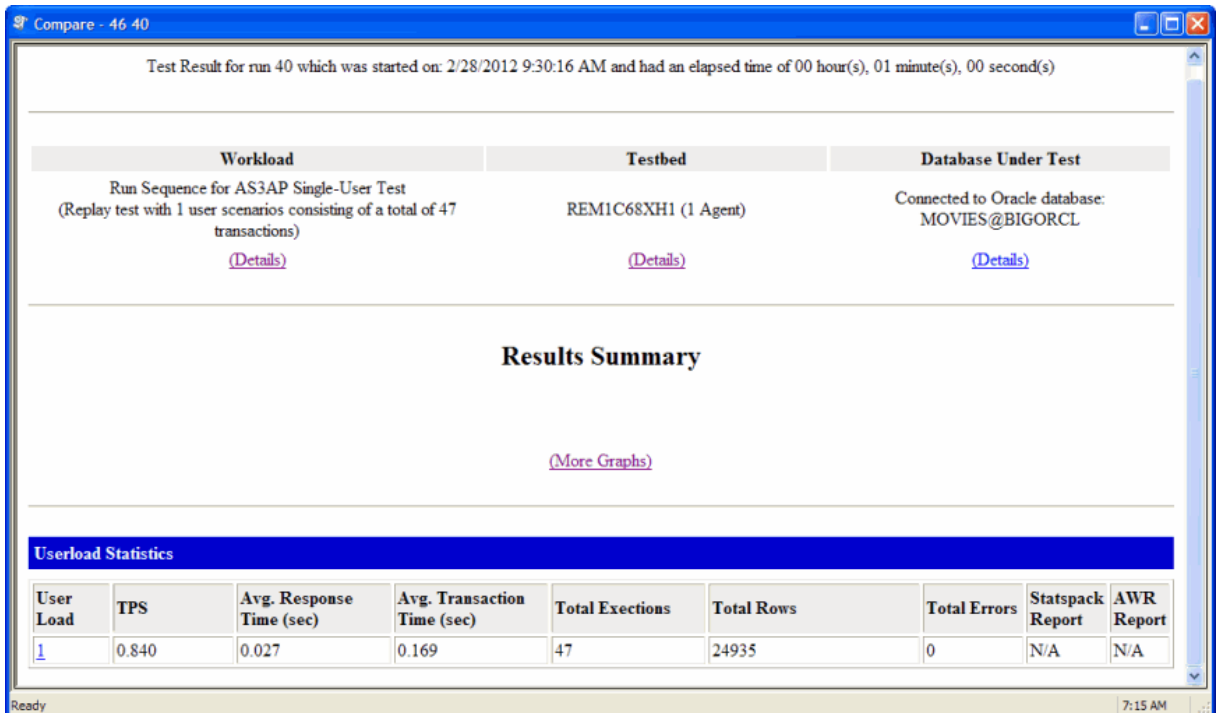 Compare - 46 40
Test Result for run 40 which was started on: 2/28/2012 9:30:16 AM and had an elapsed time of 00 hour(s), 01 minute(s), 00 second(s)
Workload Testbed Database Under Test
Run Sequence for AS3AP Single-User Test
(Replay test with 1 user scenarios consisting of a total of 47
transactions)
(Details)
REM1C68XH1 (1 Agent)
(Details)
Connected to Oracle database:
MOVIES@BIGORCL
(Details)
Results Summary
(More Graphs)
Userload Statistics
User Load TPS Avg. Response Time (sec) Avg. Transaction Time (sec) Total Exections Total Rows Total Errors Statspack Report AWR Report
1 0.840 0.027 0.169 47 24935 0 N/A N/A
Ready 7:15 AM